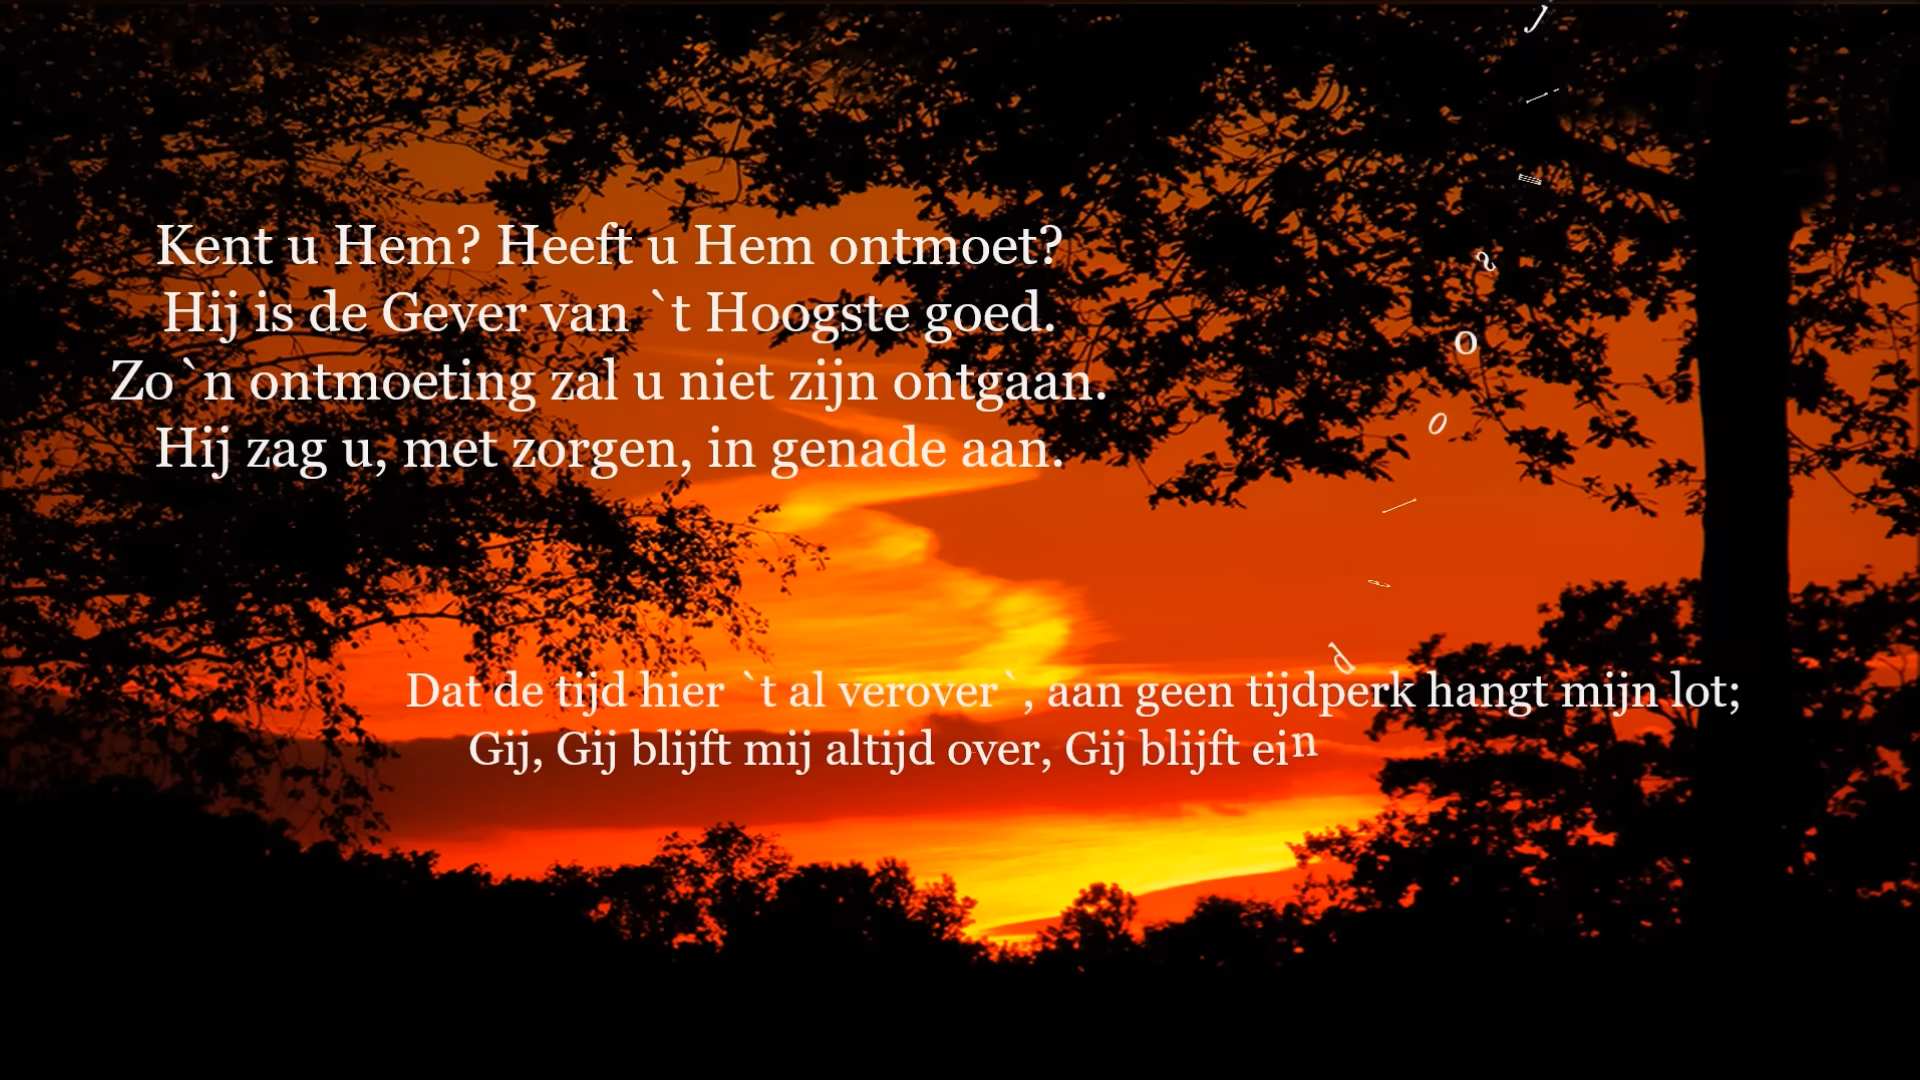 Kent u Hem? Heeft u Hem ontmoet?
Hij is de Gever van `t Hoogste goed.
Zo`n ontmoeting zal u niet zijn ontgaan.
Hij zag u, met zorgen, in genade aan.
Dat de tijd hier `t al verover`, aan geen tijdperk hangt mijn lot;
Gij, Gij blijft mij altijd over, Gij blijft ein